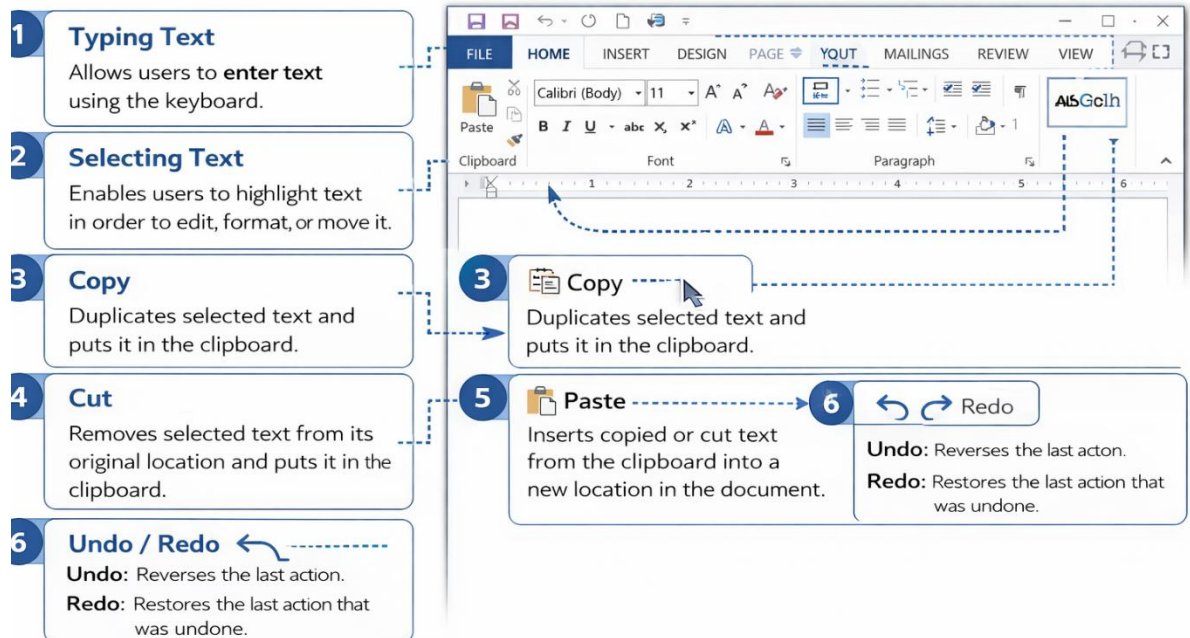 1
Typing Text
Allows users to enter text
using the keyboard.
2
Selecting Text
Enables users to highlight text
in order to edit, format, or move it.
3
Copy
Duplicates selected text and
puts it in the clipboard.
4
Cut
Removes selected text from its
original location and puts it in the
clipboard.
6
Undo / Redo
Undo: Reverses the last action.
Redo: Restores the last action that
was undone.
FILE HOME INSERT DESIGN PAGE YQUT MAILINGS REVIEW VIEW
Calibri (Body) 11 A A A
Paste
B I U abc X x A A 1
Clipboard Font Paragraph
1 2 3 4 5 6
3 Copy
Duplicates selected text and
puts it in the clipboard.
5 Paste
Inserts copied or cut text
from the clipboard into a
new location in the document.
6 Redo
Undo: Reverses the last acton.
Redo: Restores the last action that
was undone.